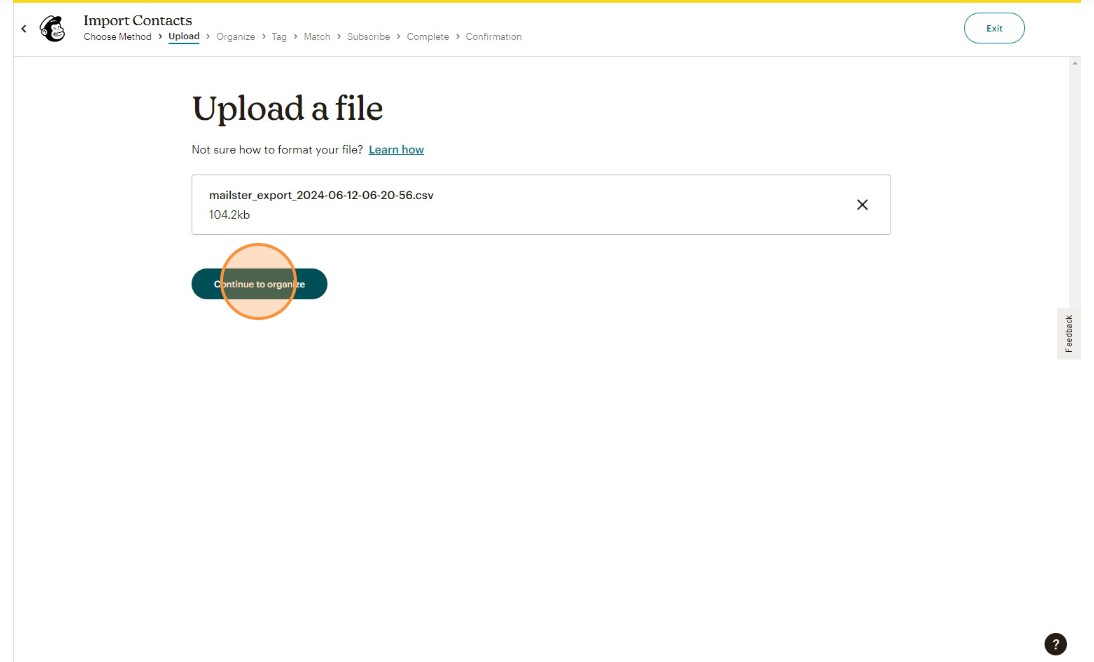 Import Contacts
Choose Method > Upload > Organize > Tag > Match > Subscribe > Complete > Confirmation
Exit
Upload a file
Not sure how to format your file? Learn how
mailster_export_2024-06-12-06-20-56.csv
104.2kb
Continue to organize
Feedback
?